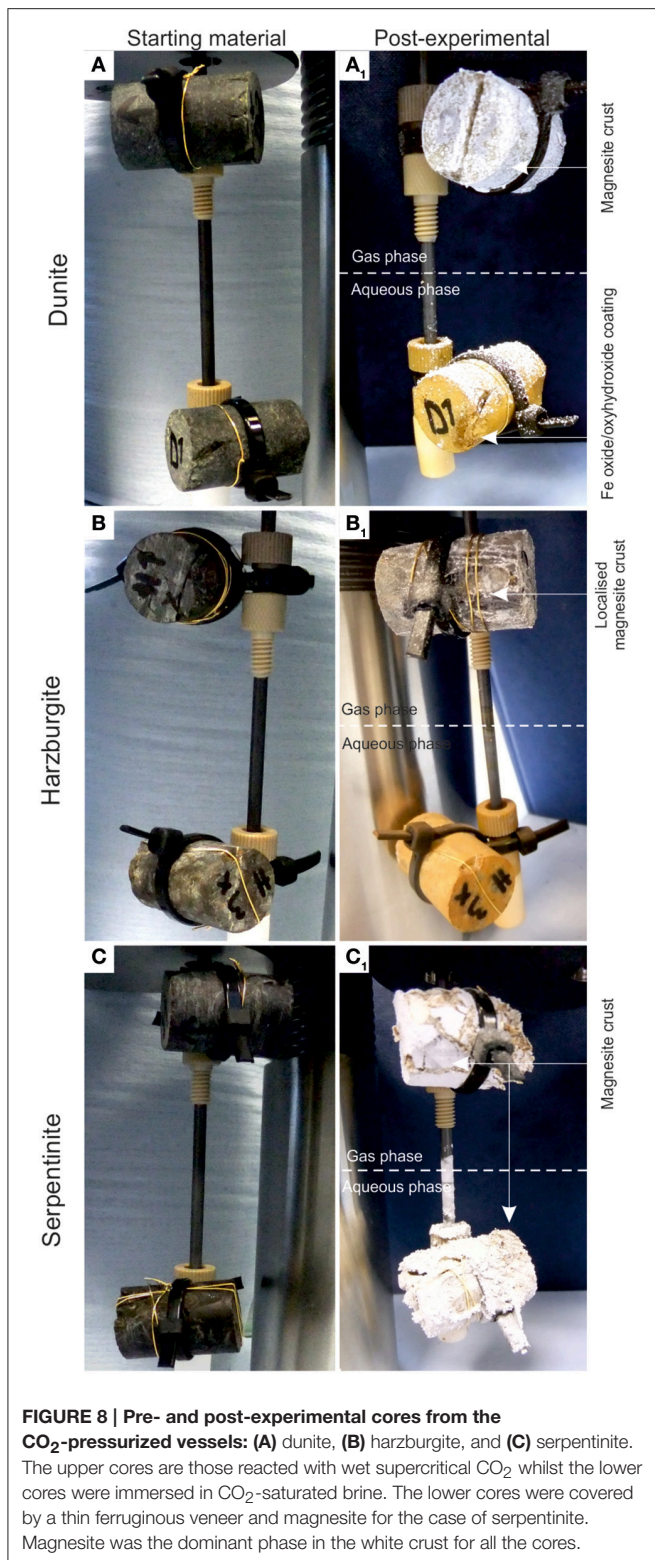 Starting material
Post-experimental
A
A1
Dunite
Magnesite crust
Gas phase
Aqueous phase
Fe oxide/oxyhydroxide coating
D1
D1
B
B1
Harzburgite
Localised
magnesite crust
Gas phase
Aqueous phase
C
C1
Serpentinite
Magnesite crust
Gas phase
Aqueous phase
FIGURE 8 | Pre- and post-experimental cores from the
CO2-pressurized vessels: (A) dunite, (B) harzburgite, and (C) serpentinite.
The upper cores are those reacted with wet supercritical CO2 whilst the lower
cores were immersed in CO2-saturated brine. The lower cores were covered
by a thin ferruginous veneer and magnesite for the case of serpentinite.
Magnesite was the dominant phase in the white crust for all the cores.